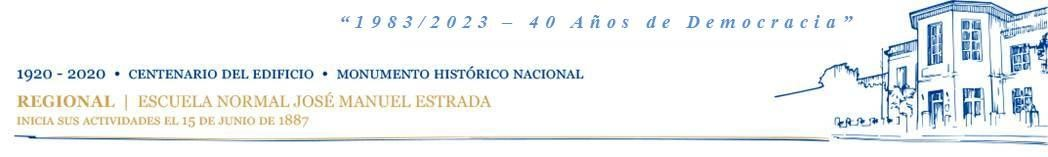 “1983/2023 – 40 Años de Democracia”
1920 - 2020 • CENTENARIO DEL EDIFICIO • MONUMENTO HISTÓRICO NACIONAL
REGIONAL | ESCUELA NORMAL JOSÉ MANUEL ESTRADA
INICIA SUS ACTIVIDADES EL 15 DE JUNIO DE 1887